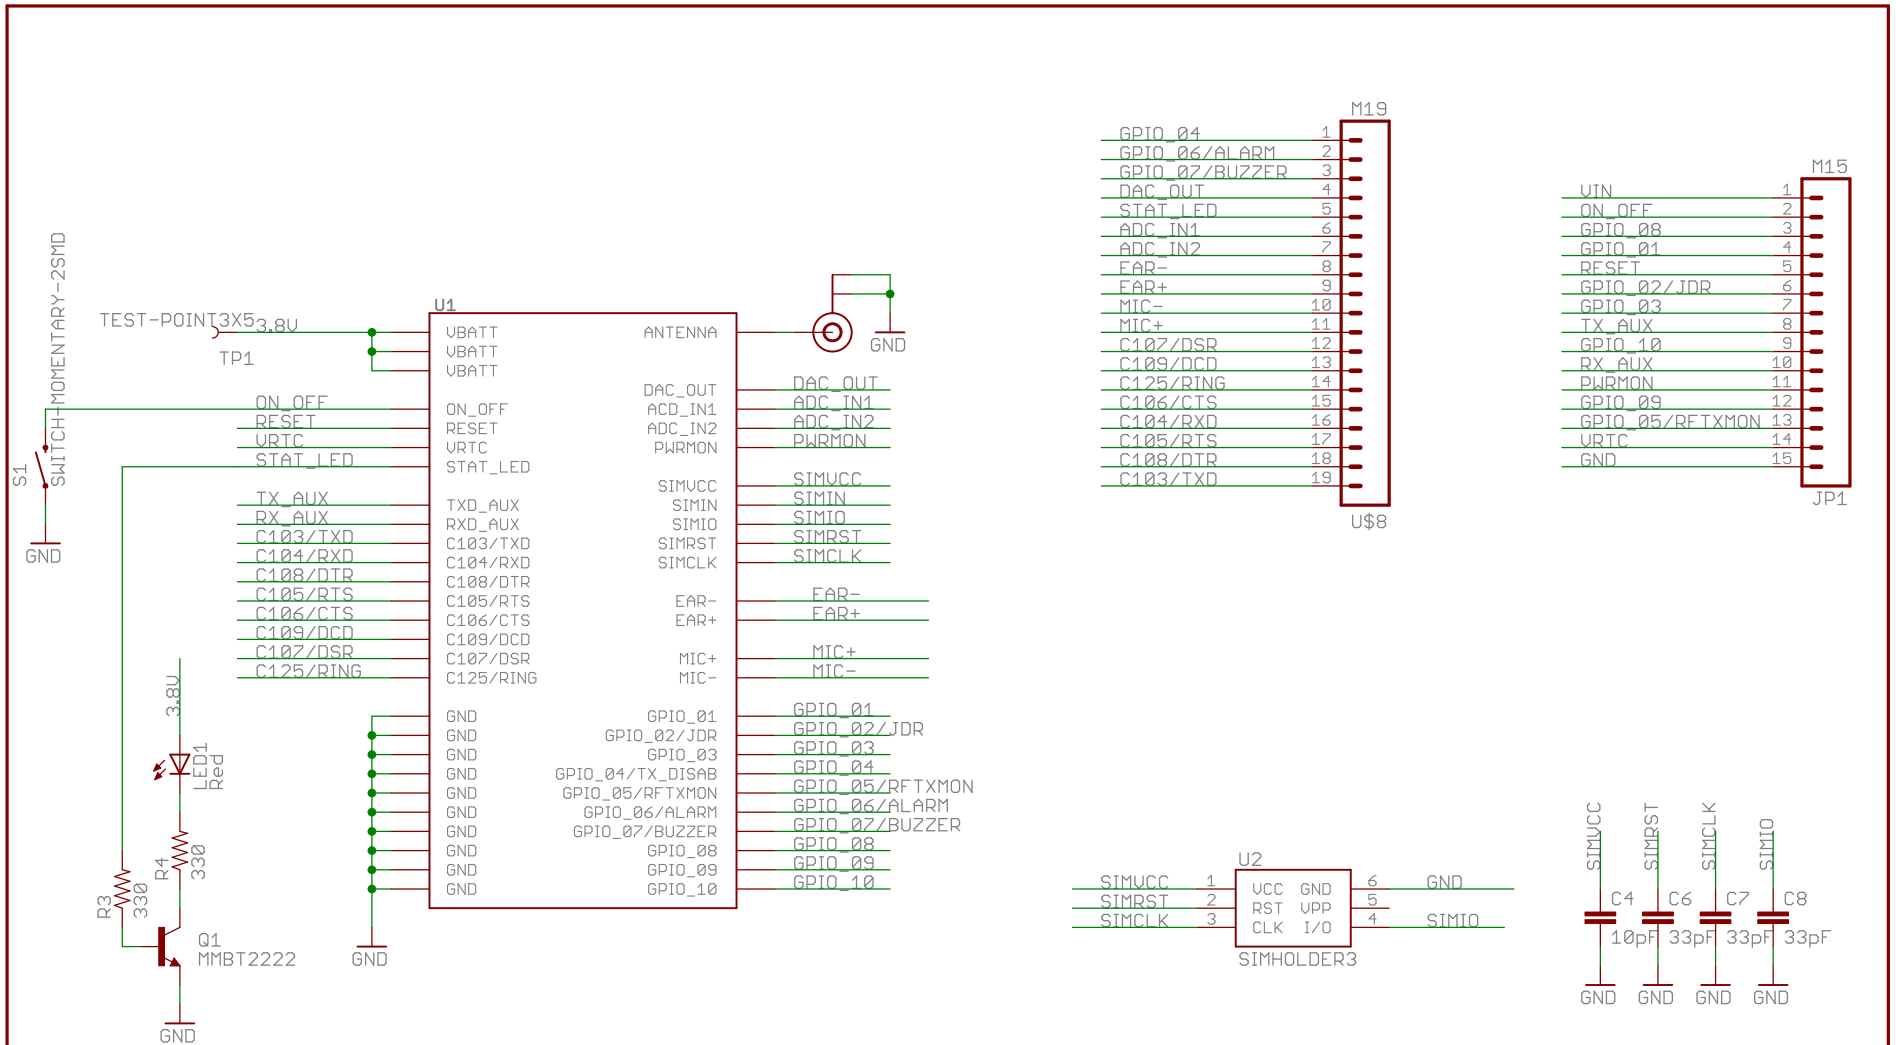 TEST-POINT3X5
3.8V
TP1
SWITCH-MOMENTARY-2SMD
S1
GND
ON_OFF
RESET
VRTC
STAT_LED
TX_AUX
RX_AUX
C103/TXD
C104/RXD
C108/DTR
C105/RTS
C106/CTS
C109/DCD
C107/DSR
C125/RING
3.8V
LED1
Red
R4
330
R3
330
Q1
MMBT2222
GND
GND
U1
VBATT
VBATT
VBATT
ON_OFF
RESET
VRTC
STAT_LED
TXD_AUX
RXD_AUX
C103/TXD
C104/RXD
C108/DTR
C105/RTS
C106/CTS
C109/DCD
C107/DSR
C125/RING
GND
GND
GND
GND
GND
GND
GND
GND
GND
GND
ANTENNA
DAC_OUT
ACD_IN1
ADC_IN2
PWRMON
SIMVCC
SIMIN
SIMIO
SIMRST
SIMCLK
EAR-
EAR+
MIC+
MIC-
GPIO_01
GPIO_02/JDR
GPIO_03
GPIO_04/TX_DISAB
GPIO_05/RFTXMON
GPIO_06/ALARM
GPIO_07/BUZZER
GPIO_08
GPIO_09
GPIO_10
GND
DAC_OUT
ADC_IN1
ADC_IN2
PWRMON
SIMVCC
SIMIN
SIMIO
SIMRST
SIMCLK
EAR-
EAR+
MIC+
MIC-
GPIO_01
GPIO_02/JDR
GPIO_03
GPIO_04
GPIO_05/RFTXMON
GPIO_06/ALARM
GPIO_07/BUZZER
GPIO_08
GPIO_09
GPIO_10
M19
GPIO_04 1
GPIO_06/ALARM 2
GPIO_07/BUZZER 3
DAC_OUT 4
STAT_LED 5
ADC_IN1 6
ADC_IN2 7
EAR- 8
EAR+ 9
MIC- 10
MIC+ 11
C107/DSR 12
C109/DCD 13
C125/RING 14
C106/CTS 15
C104/RXD 16
C105/RTS 17
C108/DTR 18
C103/TXD 19
U$8
M15
VIN 1
ON_OFF 2
GPIO_08 3
GPIO_01 4
RESET 5
GPIO_02/JDR 6
GPIO_03 7
TX_AUX 8
GPIO_10 9
RX_AUX 10
PWRMON 11
GPIO_09 12
GPIO_05/RFTXMON 13
VRTC 14
GND 15
JP1
U2
SIMVCC 1 VCC GND 6 GND
SIMRST 2 RST VPP 5
SIMCLK 3 CLK I/O 4 SIMIO
SIMHOLDER3
SIMVCC
SIMRST
SIMCLK
SIMIO
C4 C6 C7 C8
10pF 33pF 33pF 33pF
GND GND GND GND